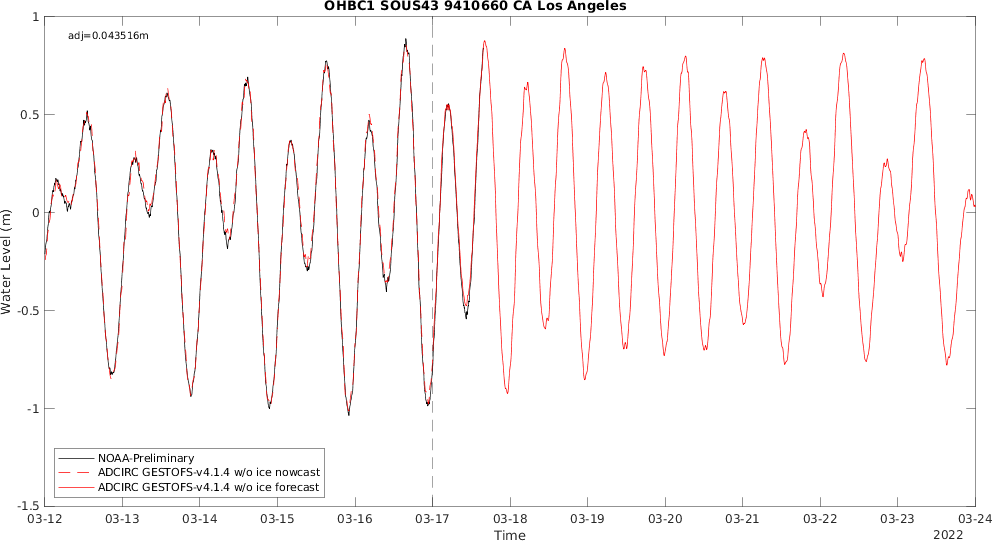 OHBC1 SOUS43 9410660 CA Los Angeles
adj=0.043516m
1
0.5
0
-0.5
-1
-1.5
Water Level (m)
NOAA-Preliminary
ADCIRC GESTOFS-v4.1.4 w/o ice nowcast
ADCIRC GESTOFS-v4.1.4 w/o ice forecast
03-12 03-13 03-14 03-15 03-16 03-17 03-18 03-19 03-20 03-21 03-22 03-23 03-24
Time
2022